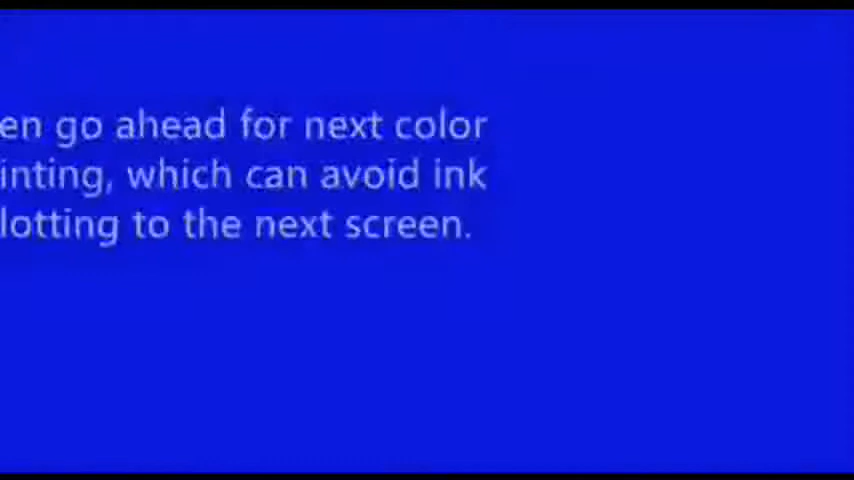 en go ahead for next color
inting, which can avoid ink
lotting to the next screen.